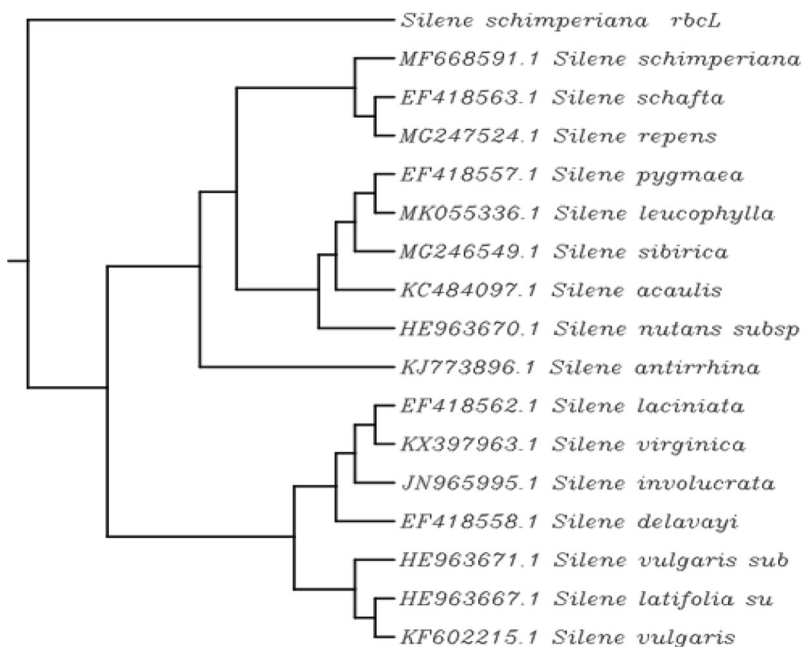 Silene schimperiana rbcL
MF668591.1 Silene schimperiana
EF418563.1 Silene schafta
MG247524.1 Silene repens
EF418557.1 Silene pygmaea
MK055336.1 Silene leucophylla
MG246549.1 Silene sibirica
KC484097.1 Silene acaulis
HE963670.1 Silene nutans subsp
KJ773896.1 Silene antirrhina
EF418562.1 Silene laciniata
KX397963.1 Silene virginica
JN965995.1 Silene involucrata
EF418558.1 Silene delavayi
HE963671.1 Silene vulgaris sub
HE963667.1 Silene latifolia su
KF602215.1 Silene vulgaris